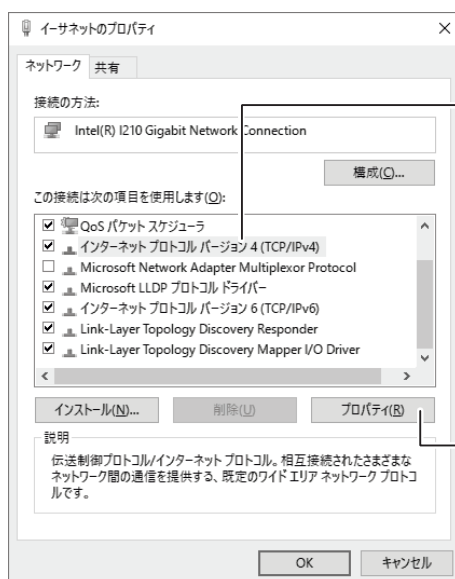 イーサネットのプロパティ
ネットワーク 共有
接続の方法:
Intel(R) I210 Gigabit Network Connection
構成(C)...
この接続は次の項目を使用します(O):
QoS パケット スケジューラ
インターネット プロトコル バージョン 4 (TCP/IPv4)
Microsoft Network Adapter Multiplexor Protocol
Microsoft LLDP プロトコル ドライバー
インターネット プロトコル バージョン 6 (TCP/IPv6)
Link-Layer Topology Discovery Responder
Link-Layer Topology Discovery Mapper I/O Driver
インストール(N)... 削除(U) プロパティ(R)
説明
伝送制御プロトコル/インターネット プロトコル。相互接続されたさまざまな
ネットワーク間の通信を提供する、既定のワイド エリア ネットワーク プロトコ
ルです。
OK キャンセル